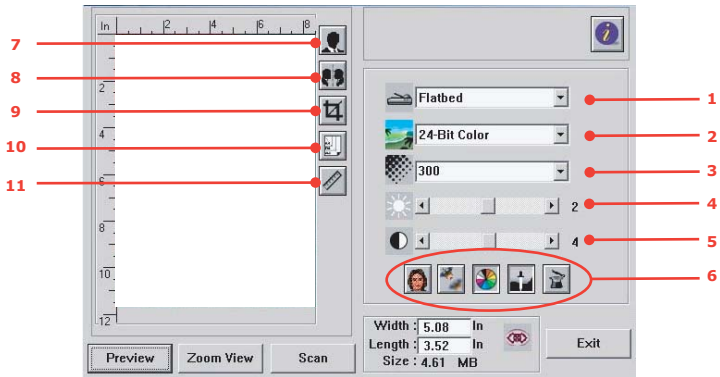 In 2 4 6 8
2
4
6
8
10
12
7
8
9
10
11
i
Flatbed
24-Bit Color
300
2
4
1
2
3
4
5
6
Width : 5.08 In
Length : 3.52 In
Size : 4.61 MB
Preview
Zoom View
Scan
Exit